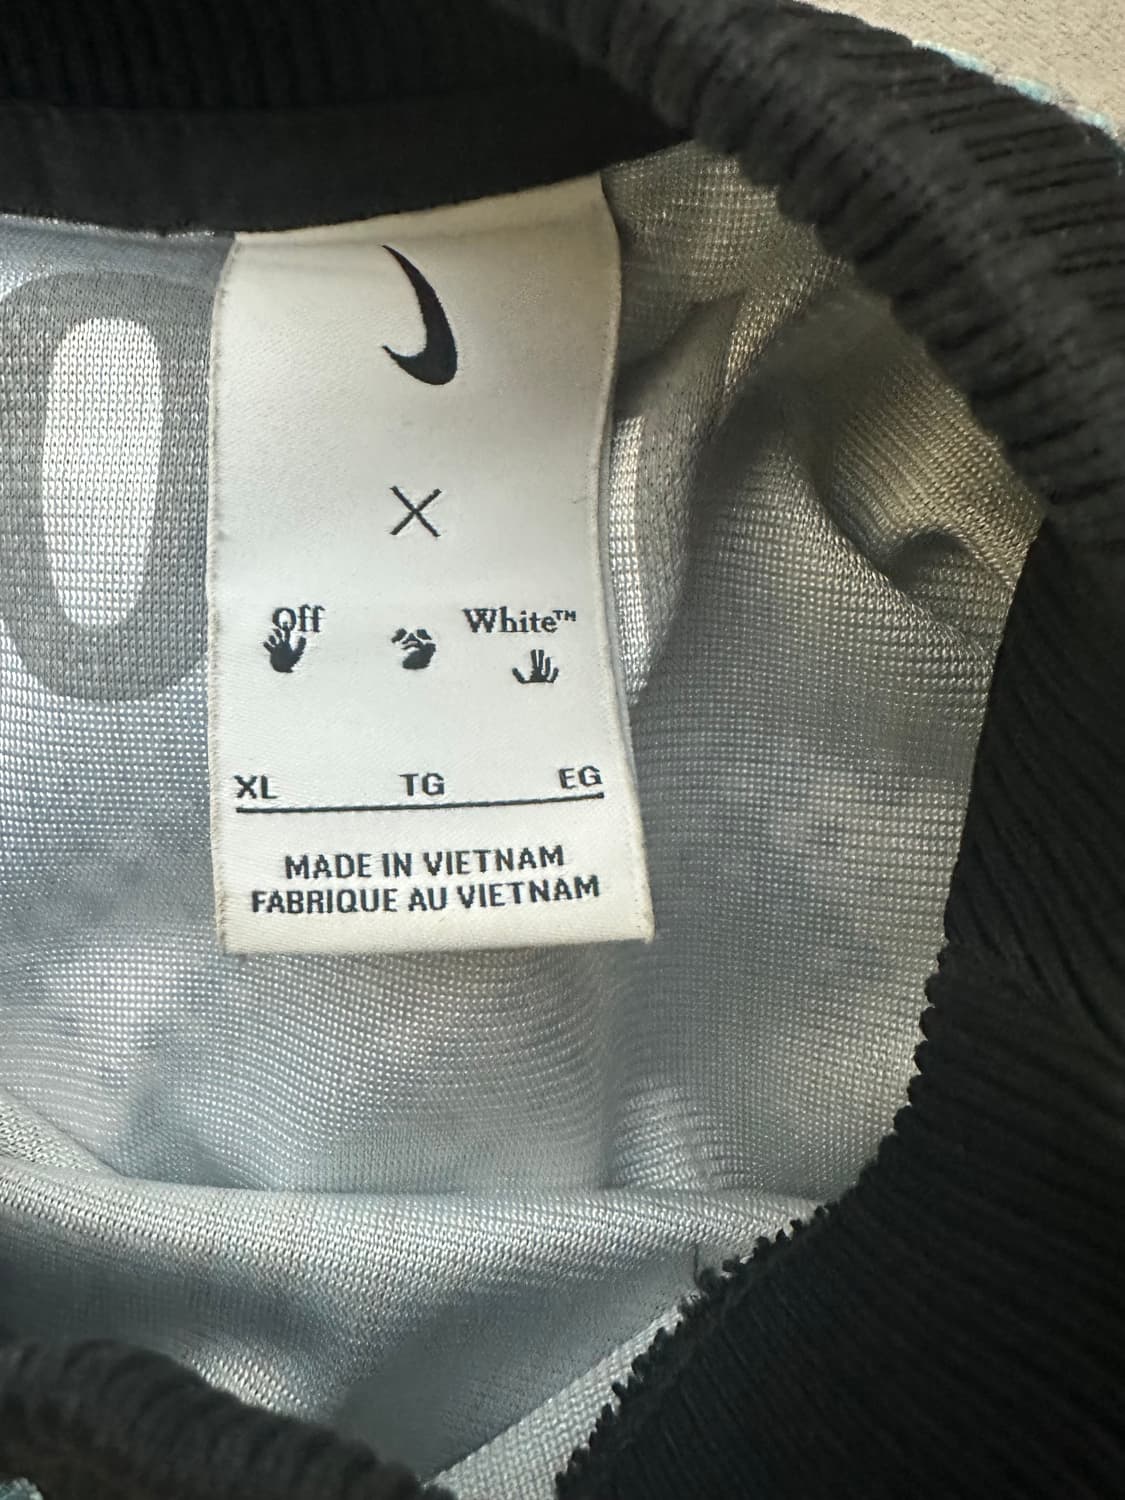 X
Off White™
XL TG EG
MADE IN VIETNAM
FABRIQUE AU VIETNAM